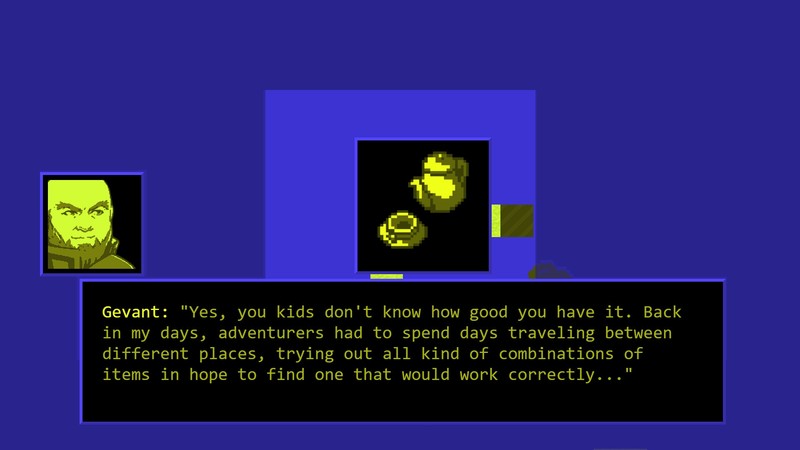 Gevant: "Yes, you kids don't know how good you have it. Back
in my days, adventurers had to spend days traveling between
different places, trying out all kind of combinations of
items in hope to find one that would work correctly..."